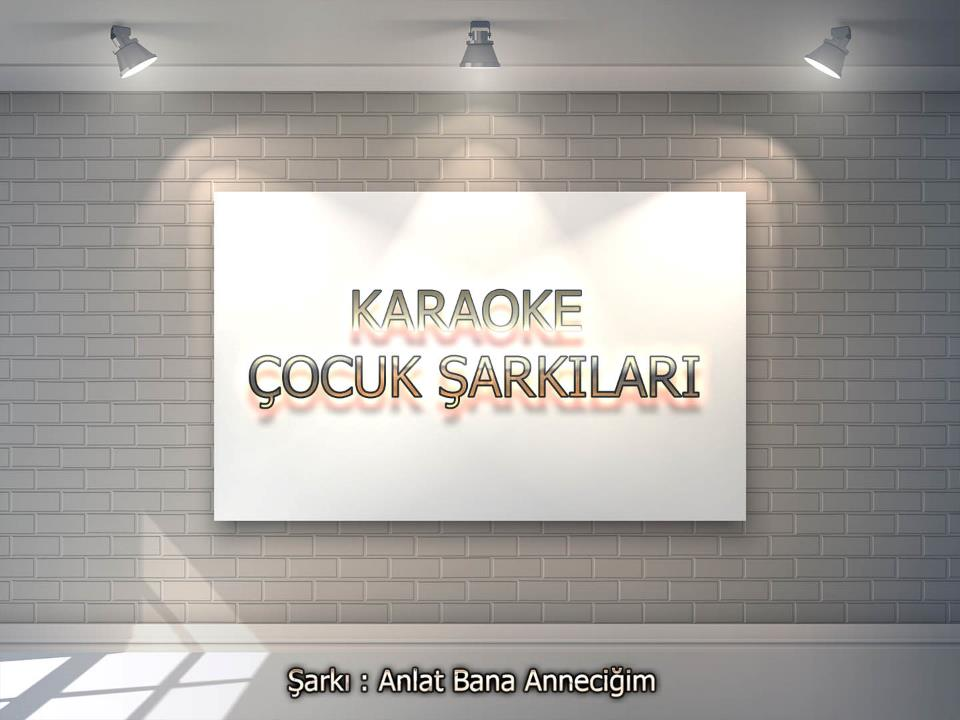 KARAOKE
ÇOCUK ŞARKILARI
Şarkı : Anlat Bana Anneciğim